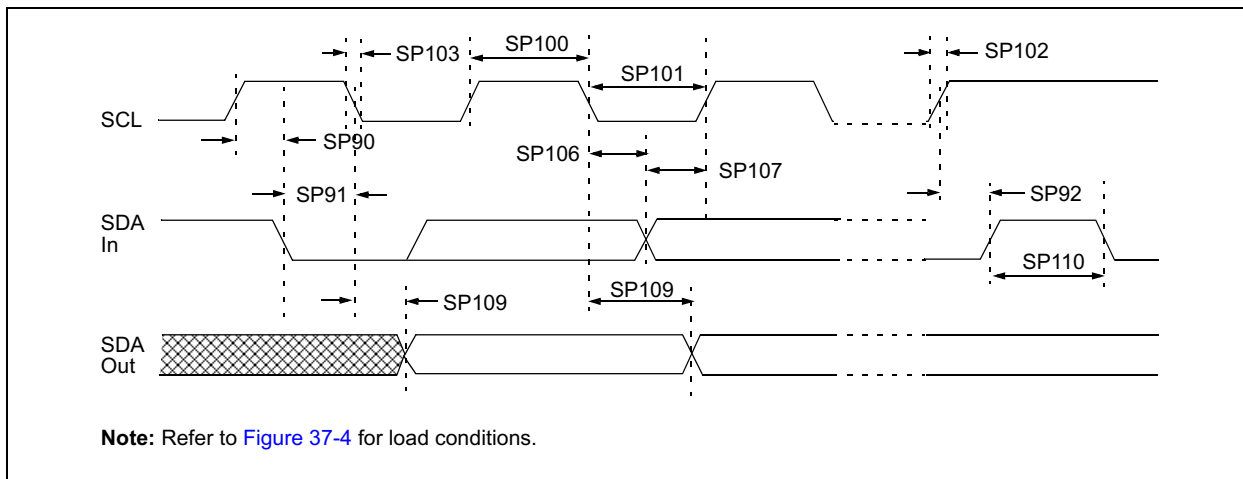 SP103
SP100
SP101
SP102
SCL
SP90
SP106
SP107
SP91
SP92
SDA
In
SP110
SP109
SP109
SDA
Out
Note: Refer to Figure 37-4 for load conditions.